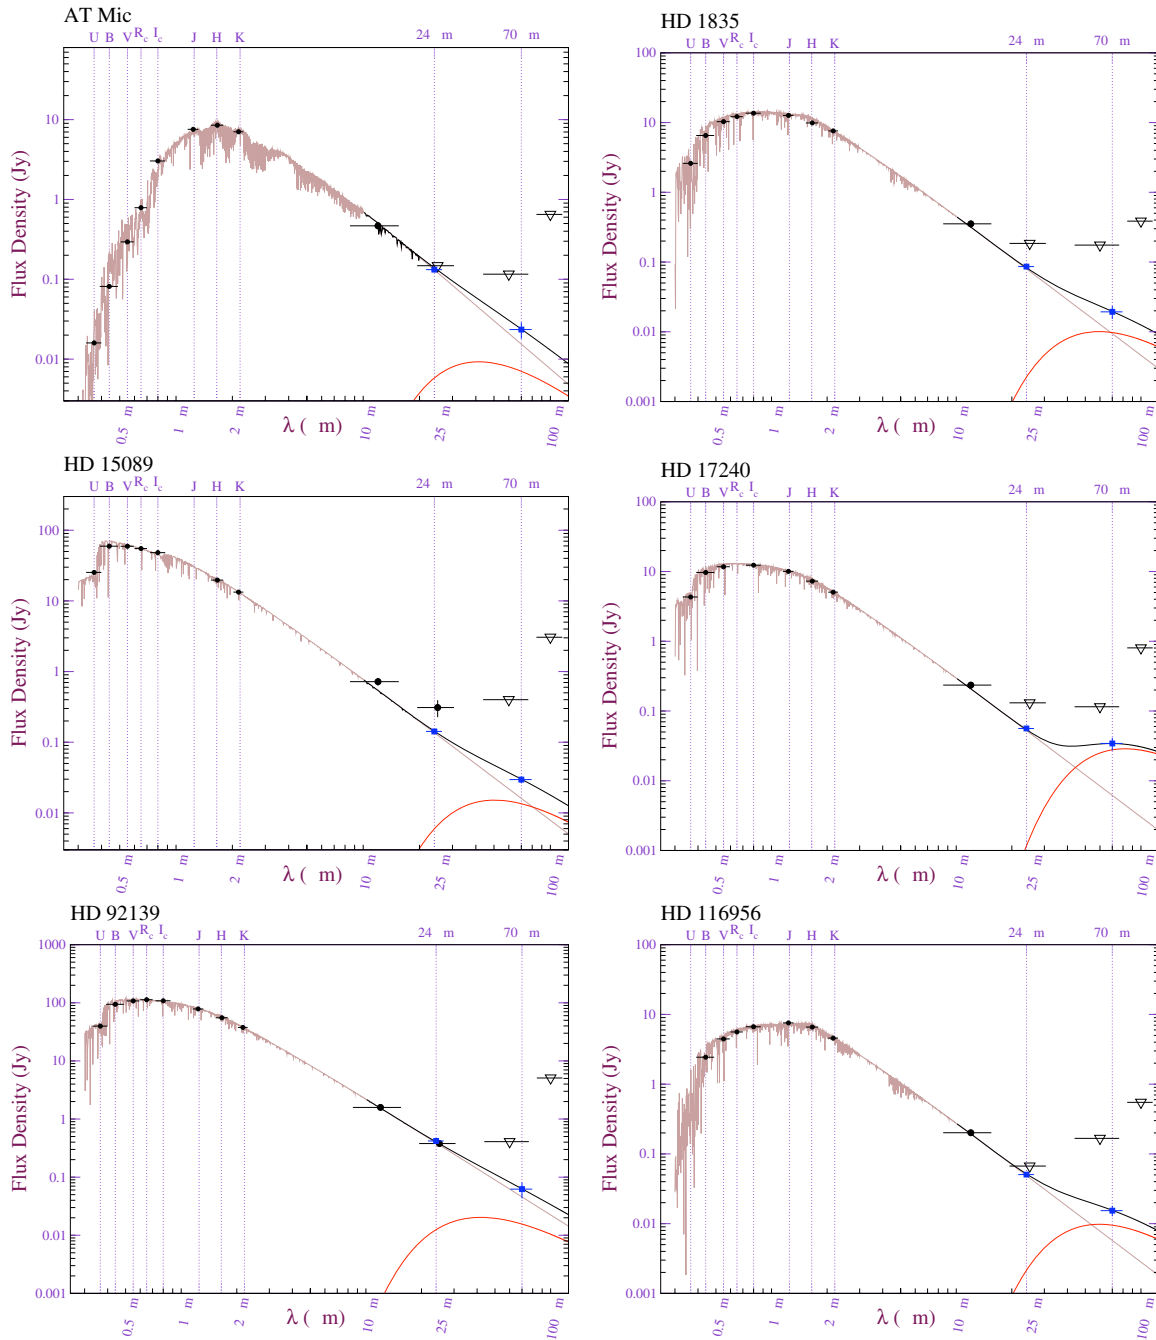 AT Mic
U B V Rc Ic J H K 24 m 70 m
10
1
0.1
0.01
Flux Density (Jy)
0.5 m 1 m 2 m 10 m 25 m 100 m
λ ( m)
HD 1835
U B V Rc Ic J H K 24 m 70 m
100
10
1
0.1
0.01
0.001
Flux Density (Jy)
0.5 m 1 m 2 m 10 m 25 m 100 m
λ ( m)
HD 15089
U B V Rc Ic J H K 24 m 70 m
100
10
1
0.1
0.01
Flux Density (Jy)
0.5 m 1 m 2 m 10 m 25 m 100 m
λ ( m)
HD 17240
U B V Rc Ic J H K 24 m 70 m
100
10
1
0.1
0.01
0.001
Flux Density (Jy)
0.5 m 1 m 2 m 10 m 25 m 100 m
λ ( m)
HD 92139
U B V Rc Ic J H K 24 m 70 m
1000
100
10
1
0.1
0.01
0.001
Flux Density (Jy)
0.5 m 1 m 2 m 10 m 25 m 100 m
λ ( m)
HD 116956
U B V Rc Ic J H K 24 m 70 m
100
10
1
0.1
0.01
0.001
Flux Density (Jy)
0.5 m 1 m 2 m 10 m 25 m 100 m
λ ( m)